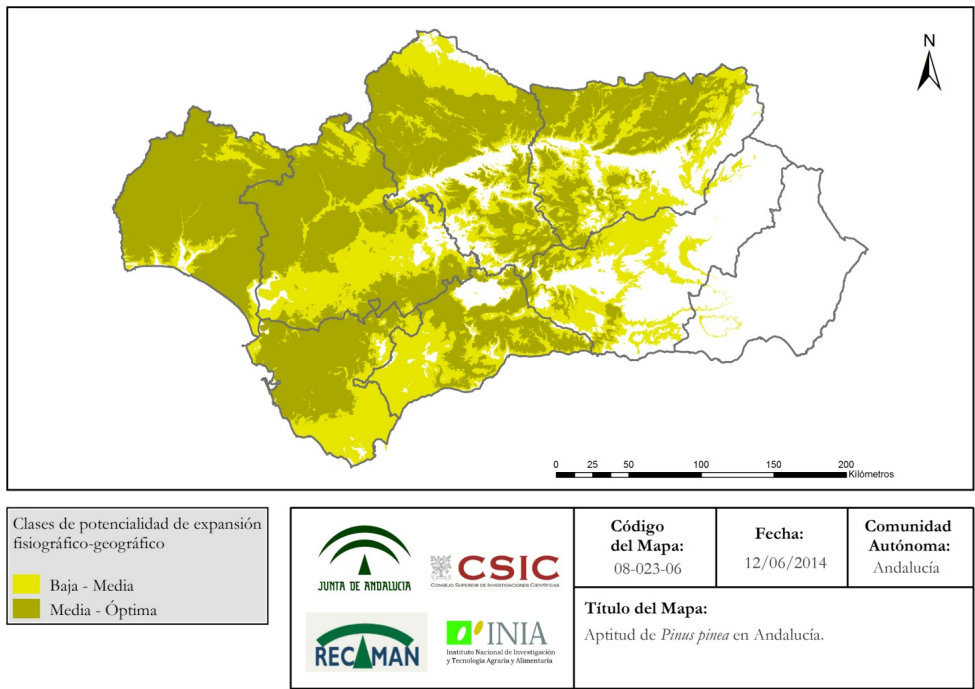 N
0 25 50 100 150 200
Kilómetros
Clases de potencialidad de expansión
fisiográfico-geográfico
Baja - Media
Media - Óptima
JUNTA DE ANDALUCIA
CSIC
CONSEJO SUPERIOR DE INVESTIGACIONES CIENTÍFICAS
RECAMAN
INIA
Instituto Nacional de Investigación
y Tecnología Agraria y Alimentaria
Código
del Mapa:
08-023-06
Fecha:
12/06/2014
Comunidad
Autónoma:
Andalucía
Título del Mapa:
Aptitud de Pinus pinea en Andalucía.